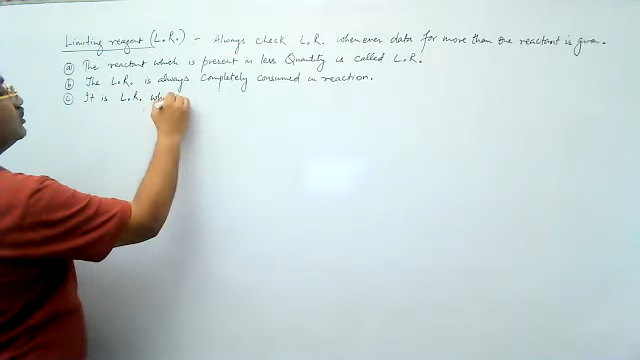 Limiting reagent (L.R.) :- Always check L.R. whenever data for more than one reactant is given.
(a) The reactant which is present in less Quantity is called L.R.
(b) The L.R. is always completely consumed in reaction.
(c) It is L.R. wh